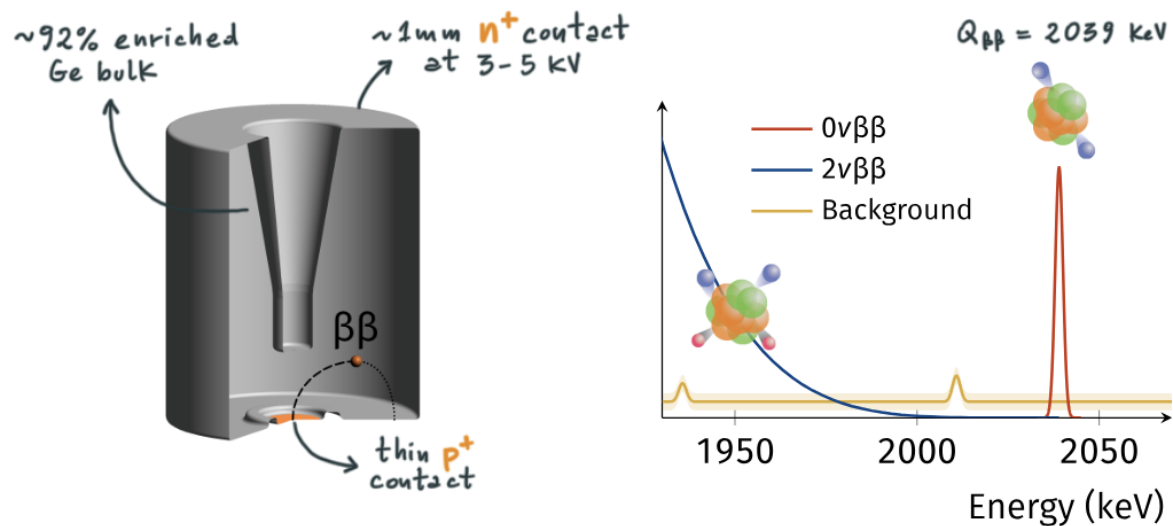 ~92% enriched
Ge bulk
~1mm n⁺ contact
at 3-5 kV
ββ
thin p⁺
contact
Q_ββ = 2039 keV
0νββ
2νββ
Background
1950
2000
2050
Energy (keV)